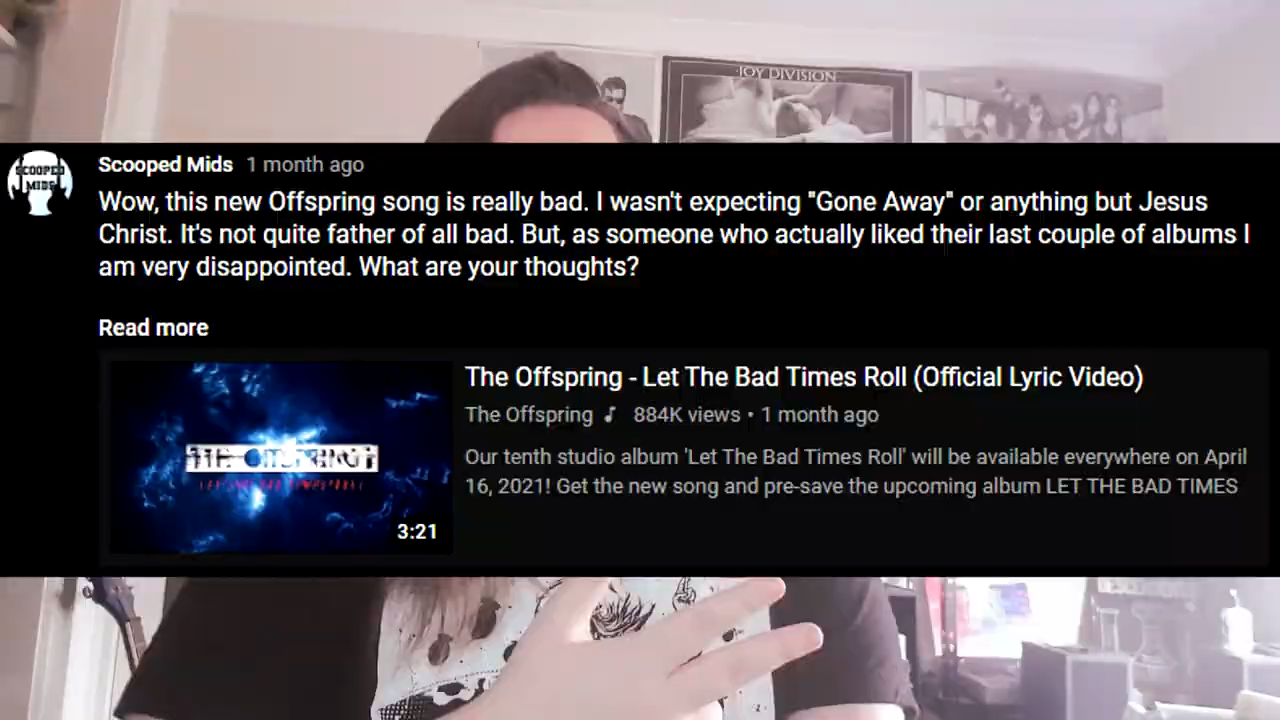 JOY DIVISION
SCOOPED
MIDS
Scooped Mids 1 month ago
Wow, this new Offspring song is really bad. I wasn't expecting "Gone Away" or anything but Jesus
Christ. It's not quite father of all bad. But, as someone who actually liked their last couple of albums I
am very disappointed. What are your thoughts?
Read more
The Offspring - Let The Bad Times Roll (Official Lyric Video)
The Offspring 884K views • 1 month ago
Our tenth studio album 'Let The Bad Times Roll' will be available everywhere on April
16, 2021! Get the new song and pre-save the upcoming album LET THE BAD TIMES
THE OFFSPRING
3:21